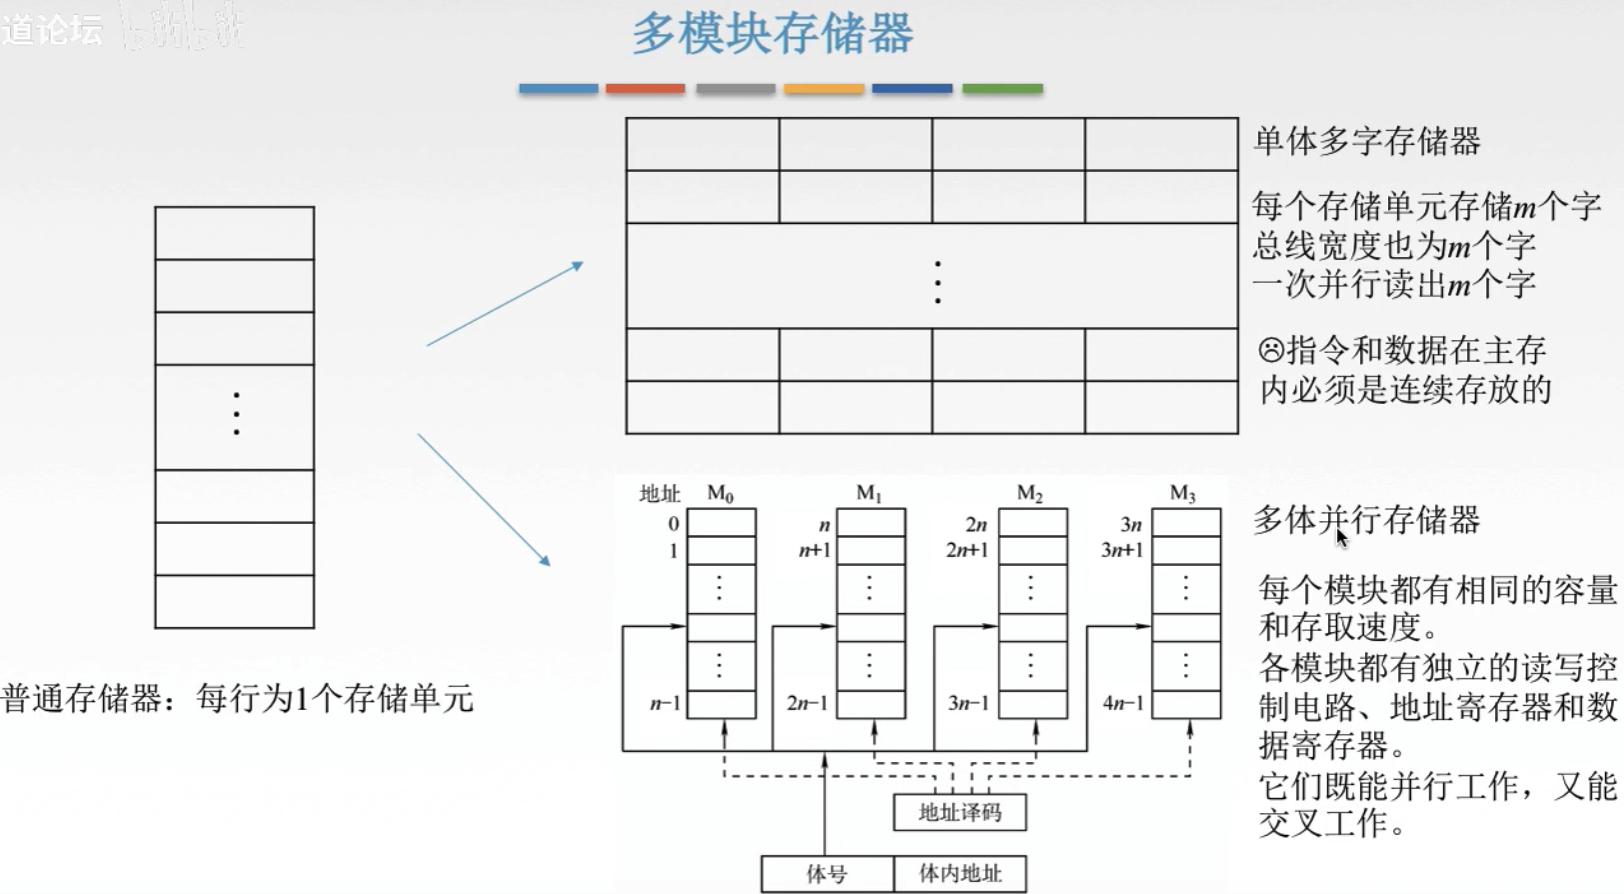 道论坛
bilibili
多模块存储器
单体多字存储器
每个存储单元存储m个字
总线宽度也为m个字
一次并行读出m个字
☹指令和数据在主存
内必须是连续存放的
普通存储器：每行为1个存储单元
地址 M₀ M₁ M₂ M₃
0 n 2n 3n
1 n+1 2n+1 3n+1
n−1 2n−1 3n−1 4n−1
地址译码
体号 体内地址
多体并行存储器
每个模块都有相同的容量
和存取速度。
各模块都有独立的读写控
制电路、地址寄存器和数
据寄存器。
它们既能并行工作，又能
交叉工作。